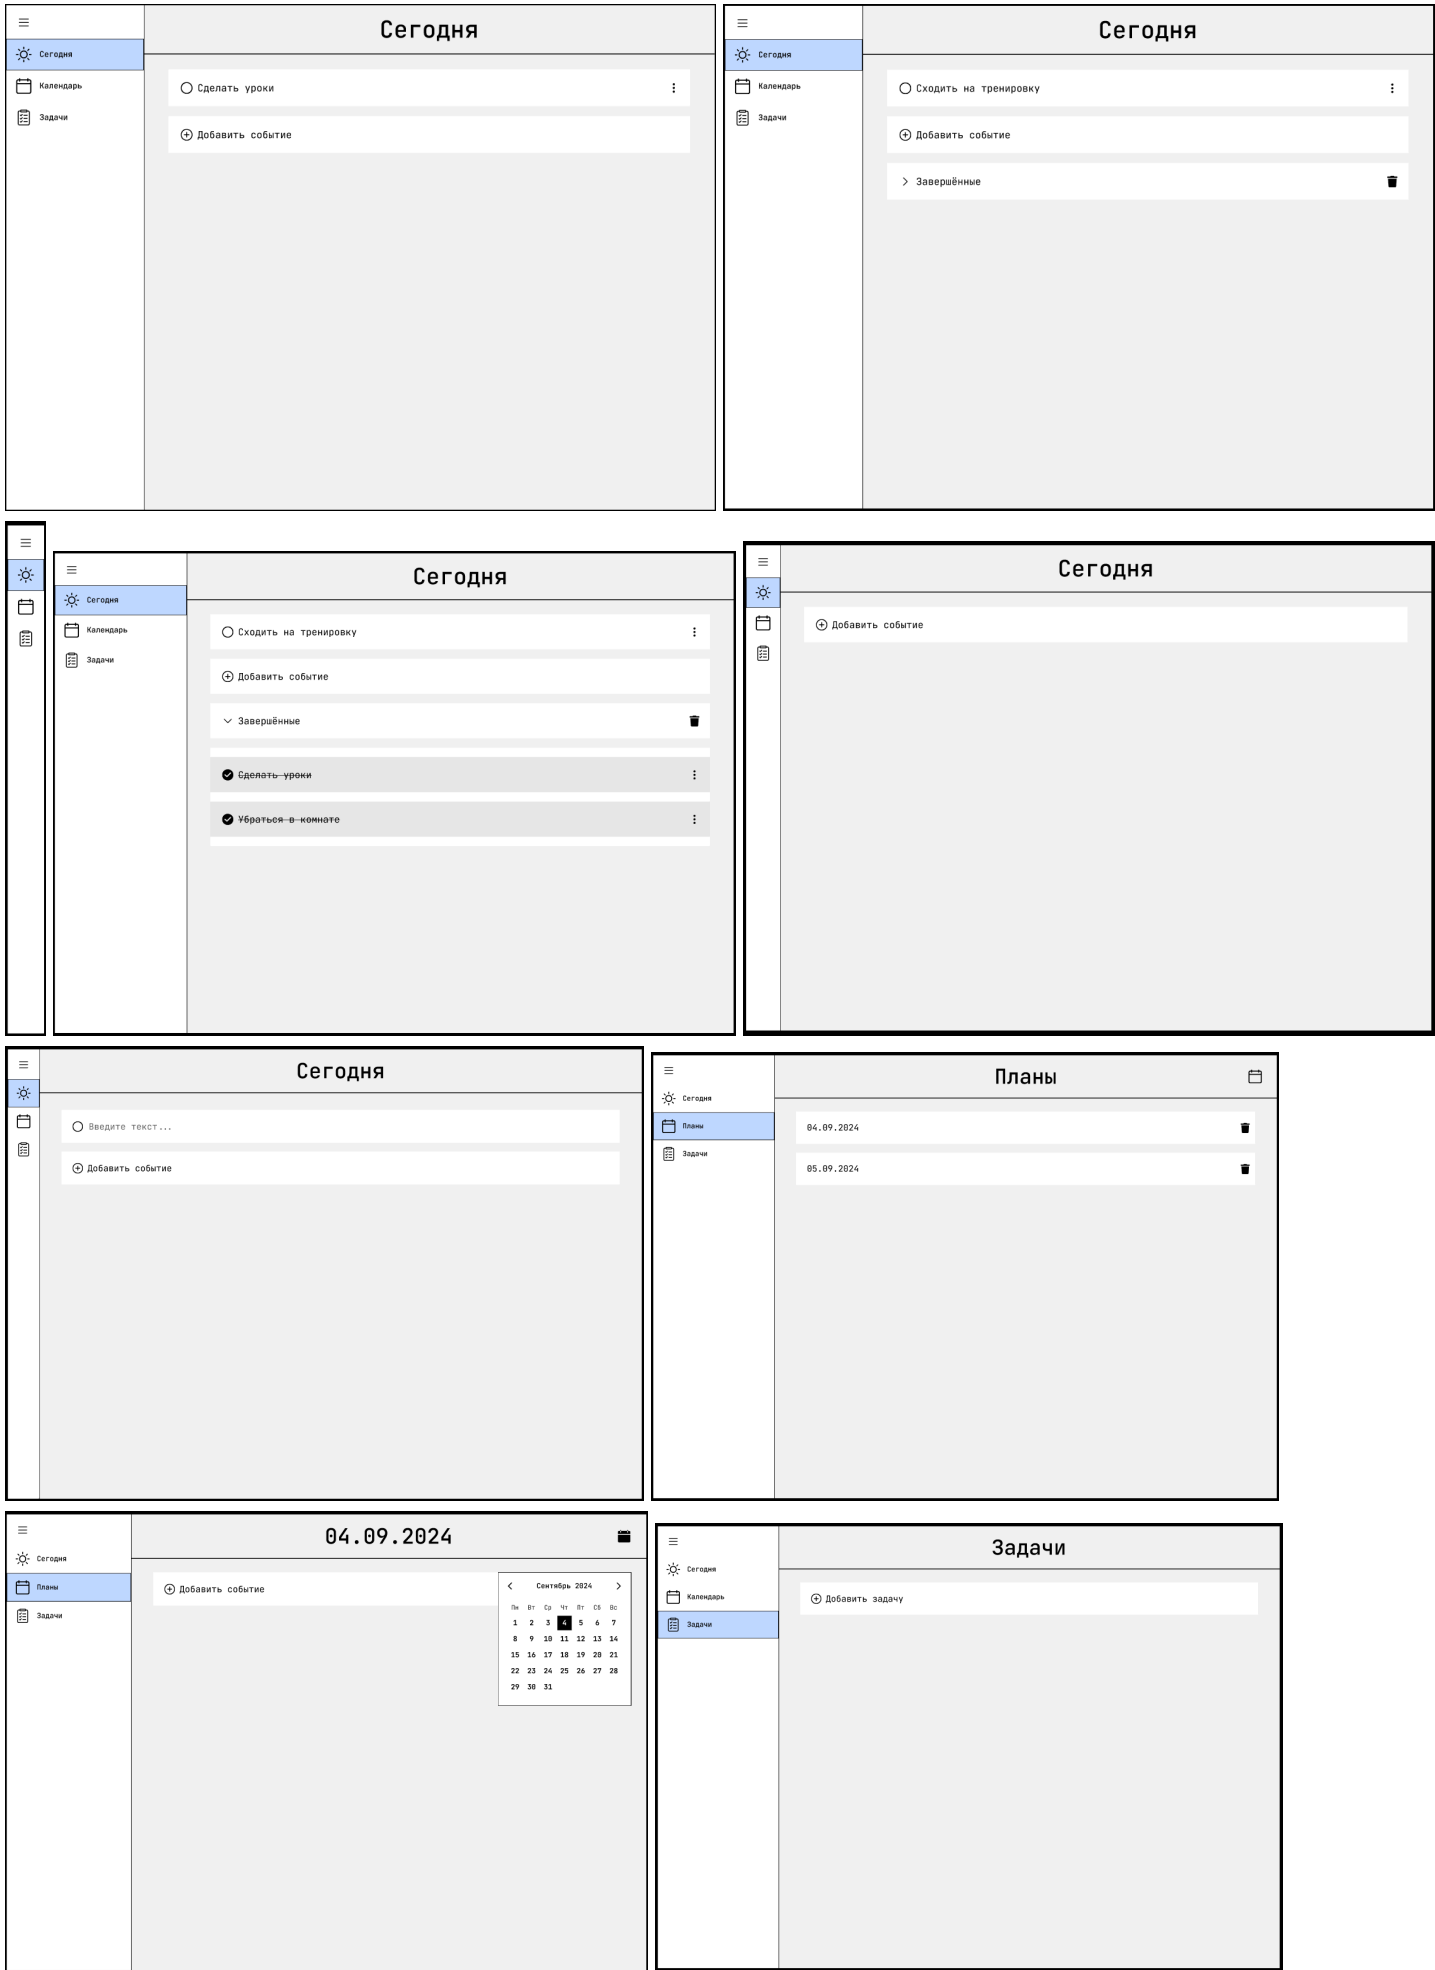 Сегодня
Сегодня
Календарь
Задачи
Сделать уроки
Добавить событие
Сегодня
Сегодня
Календарь
Задачи
Сходить на тренировку
Добавить событие
Завершённые
Сегодня
Сегодня
Календарь
Задачи
Сходить на тренировку
Добавить событие
Завершённые
Сделать уроки
Убраться в комнате
Сегодня
Добавить событие
Сегодня
Введите текст...
Добавить событие
Планы
Сегодня
Планы
Задачи
04.09.2024
05.09.2024
04.09.2024
Сегодня
Планы
Задачи
Добавить событие
Сентябрь 2024
Пн Вт Ср Чт Пт Сб Вс
1 2 3 4 5 6 7
8 9 10 11 12 13 14
15 16 17 18 19 20 21
22 23 24 25 26 27 28
29 30 31
Задачи
Сегодня
Календарь
Задачи
Добавить задачу